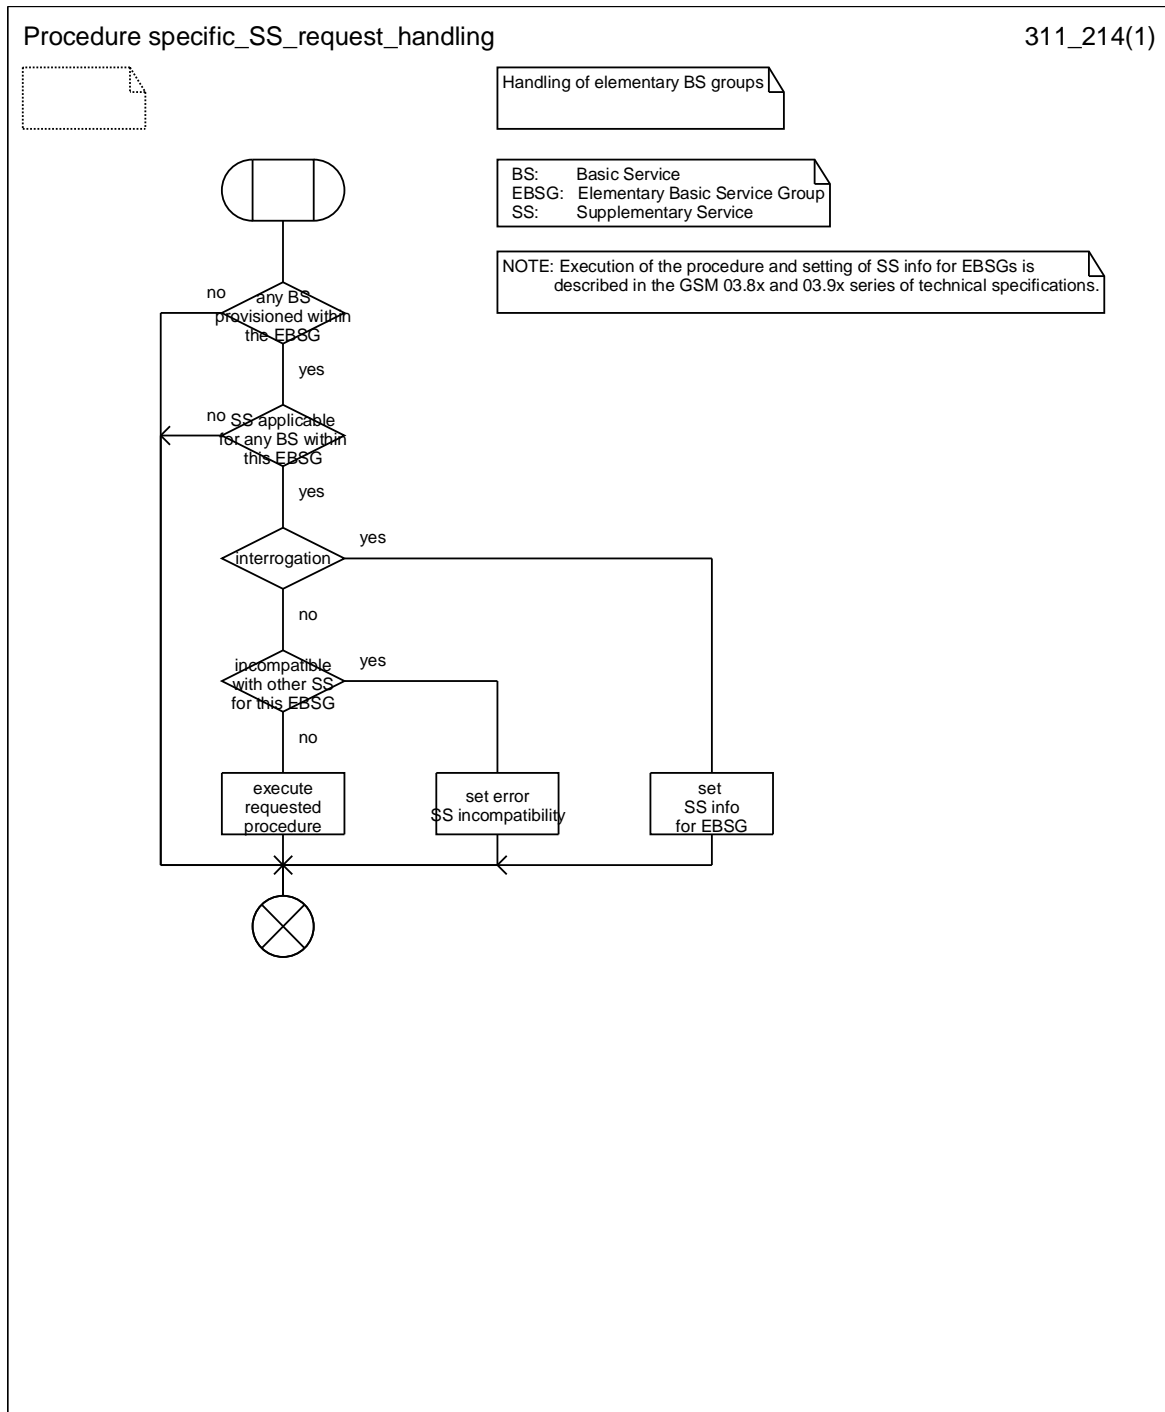 Procedure specific_SS_request_handling
311_214(1)
Handling of elementary BS groups
BS: Basic Service
EBSG: Elementary Basic Service Group
SS: Supplementary Service
NOTE: Execution of the procedure and setting of SS info for EBSGs is
described in the GSM 03.8x and 03.9x series of technical specifications.
no
any BS
provisioned within
the EBSG
yes
no
SS applicable
for any BS within
this EBSG
yes
interrogation
yes
no
incompatible
with other SS
for this EBSG
yes
no
execute
requested
procedure
set error
SS incompatibility
set
SS info
for EBSG